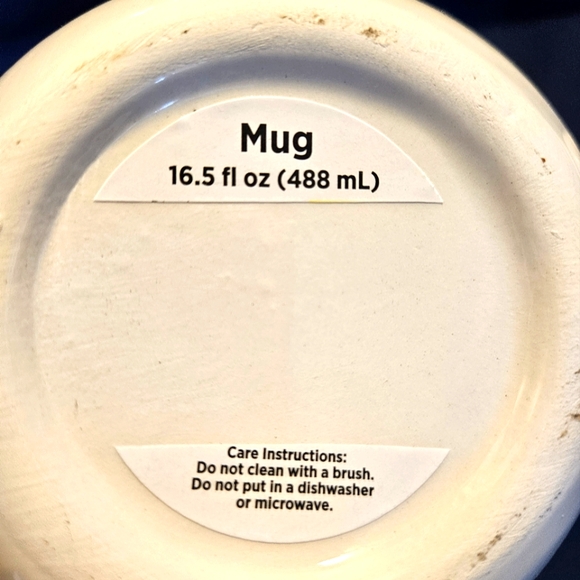 Mug
16.5 fl oz (488 mL)
Care Instructions:
Do not clean with a brush.
Do not put in a dishwasher
or microwave.